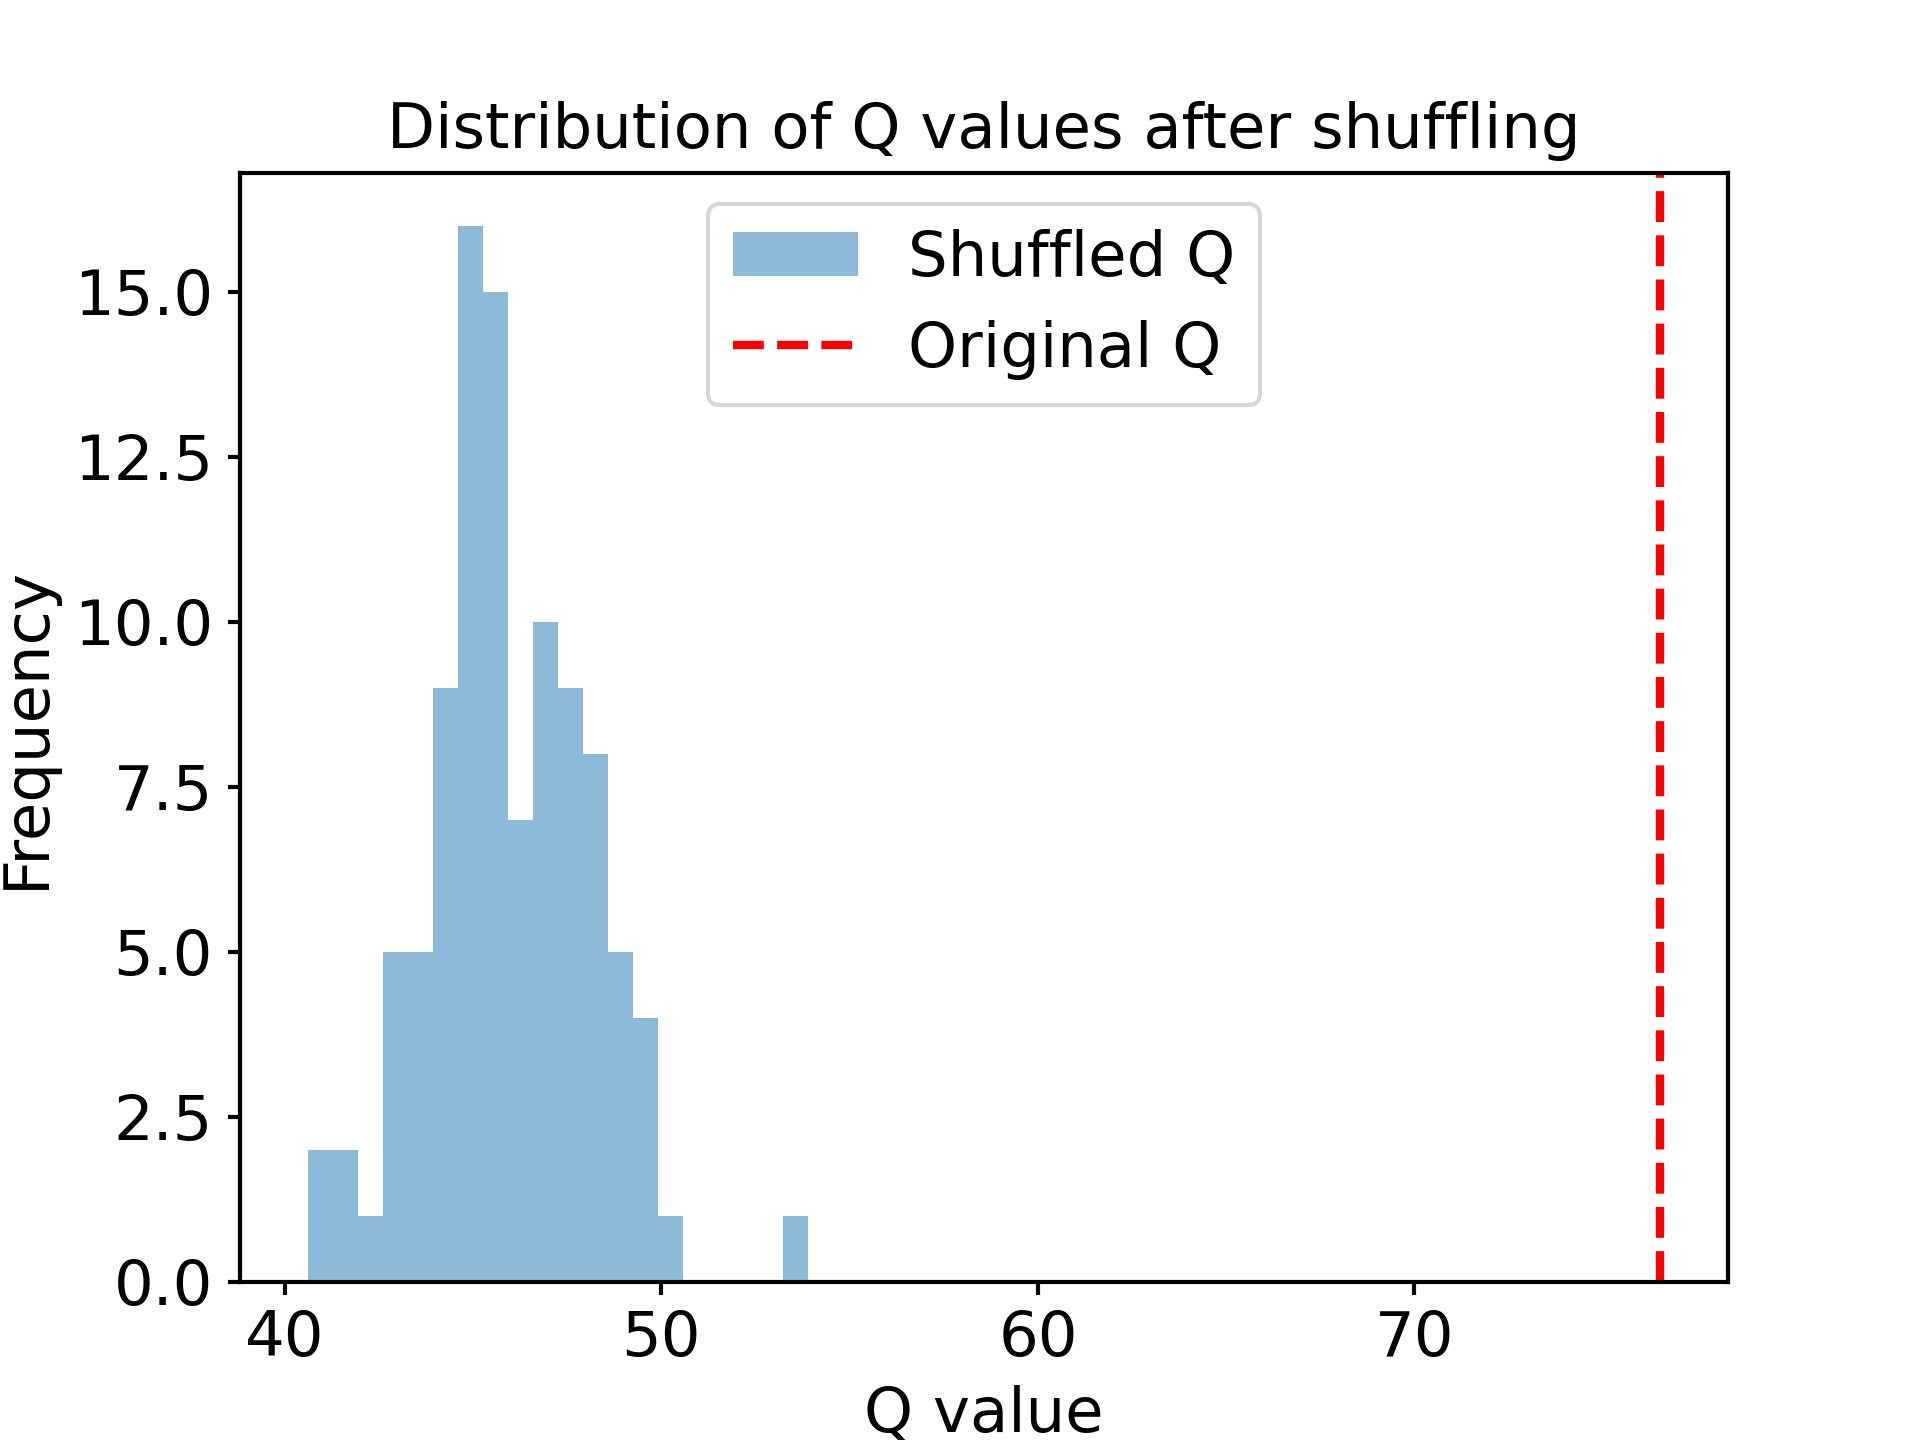 Distribution of Q values after shuffling
Shuffled Q
Original Q
Frequency
15.0
12.5
10.0
7.5
5.0
2.5
0.0
40 50 60 70
Q value